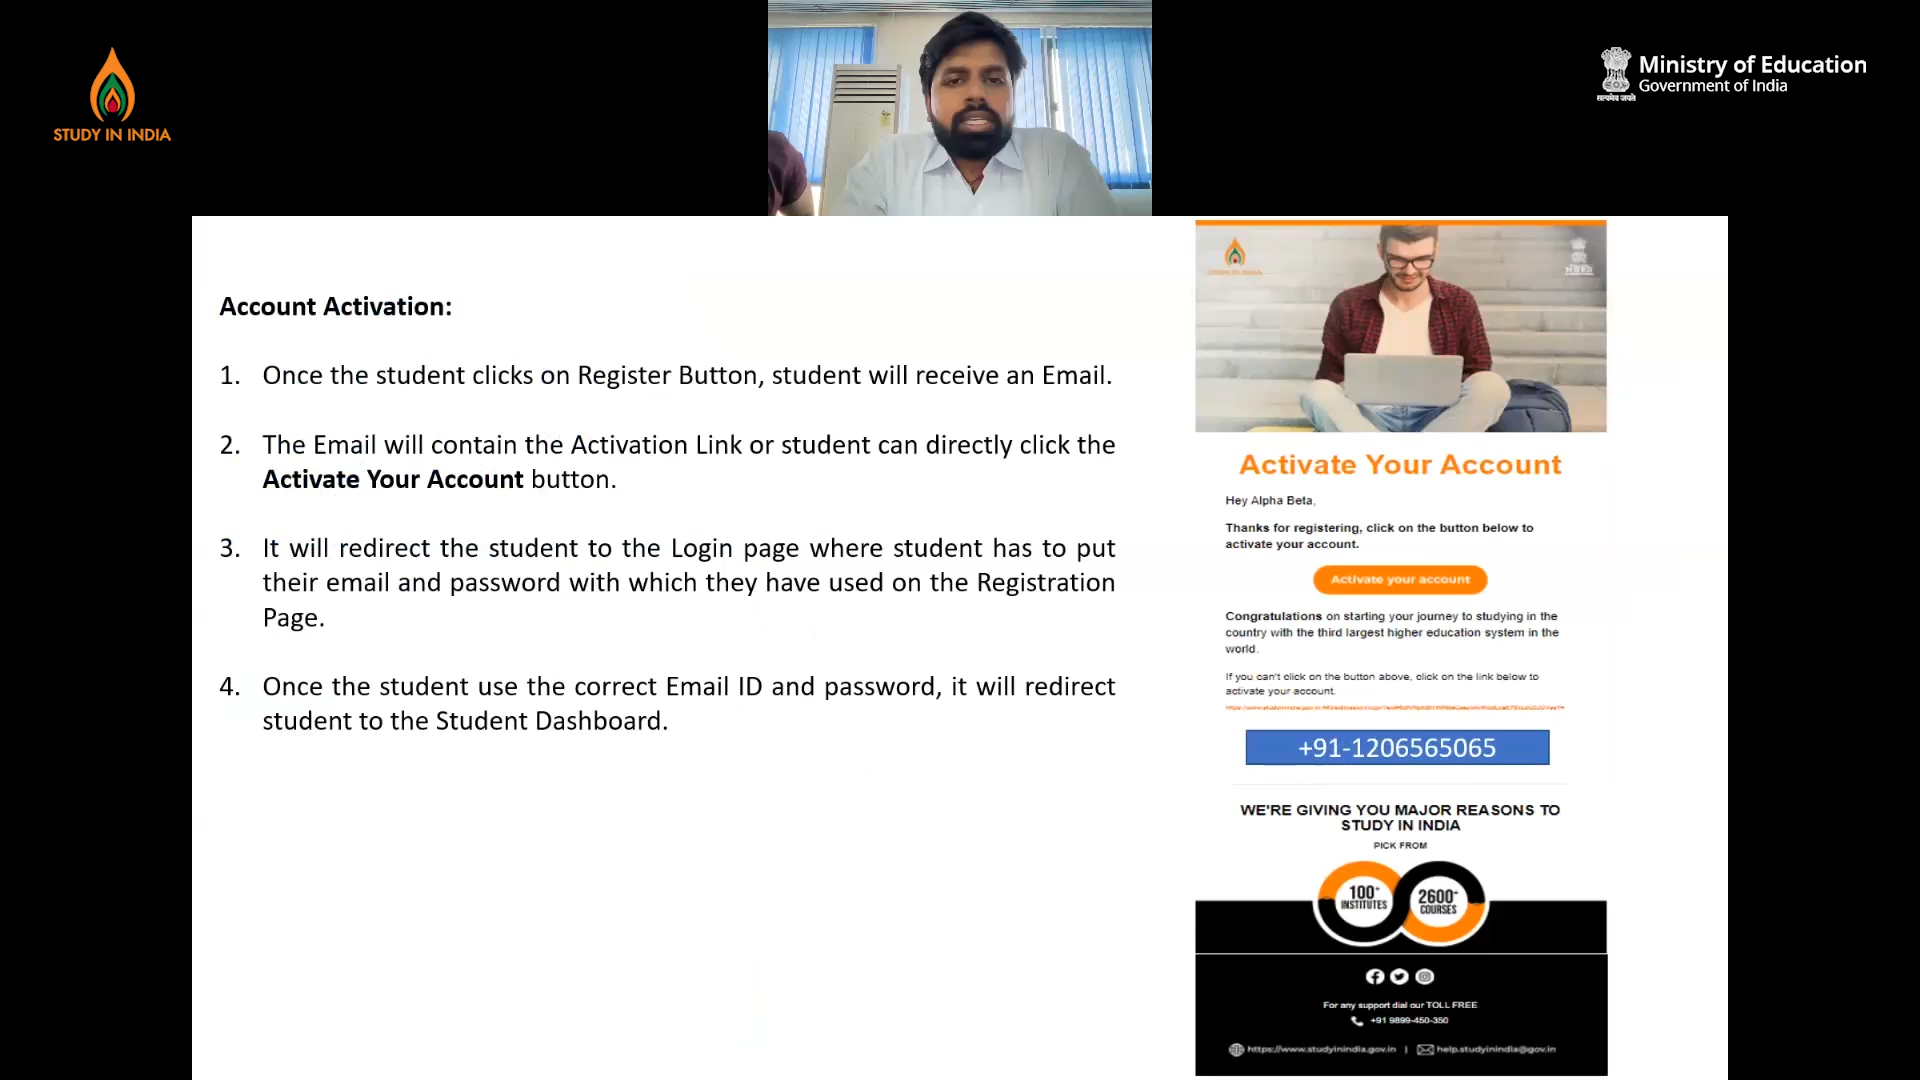 STUDY IN INDIA
Ministry of Education
Government of India
सत्यमेव जयते
Account Activation:
1. Once the student clicks on Register Button, student will receive an Email.
2. The Email will contain the Activation Link or student can directly click the
Activate Your Account button.
3. It will redirect the student to the Login page where student has to put
their email and password with which they have used on the Registration
Page.
4. Once the student use the correct Email ID and password, it will redirect
student to the Student Dashboard.
Activate Your Account
Hey Alpha Beta,
Thanks for registering, click on the button below to
activate your account.
Activate your account
Congratulations on starting your journey to studying in the
country with the third largest higher education system in the
world.
If you can't click on the button above, click on the link below to
activate your account.
+91-1206565065
WE'RE GIVING YOU MAJOR REASONS TO
STUDY IN INDIA
PICK FROM
100+
INSTITUTES
2600+
COURSES
For any support dial our TOLL FREE
+91 9899-450-350
https://www.studyinindia.gov.in | help.studyinindia@gov.in